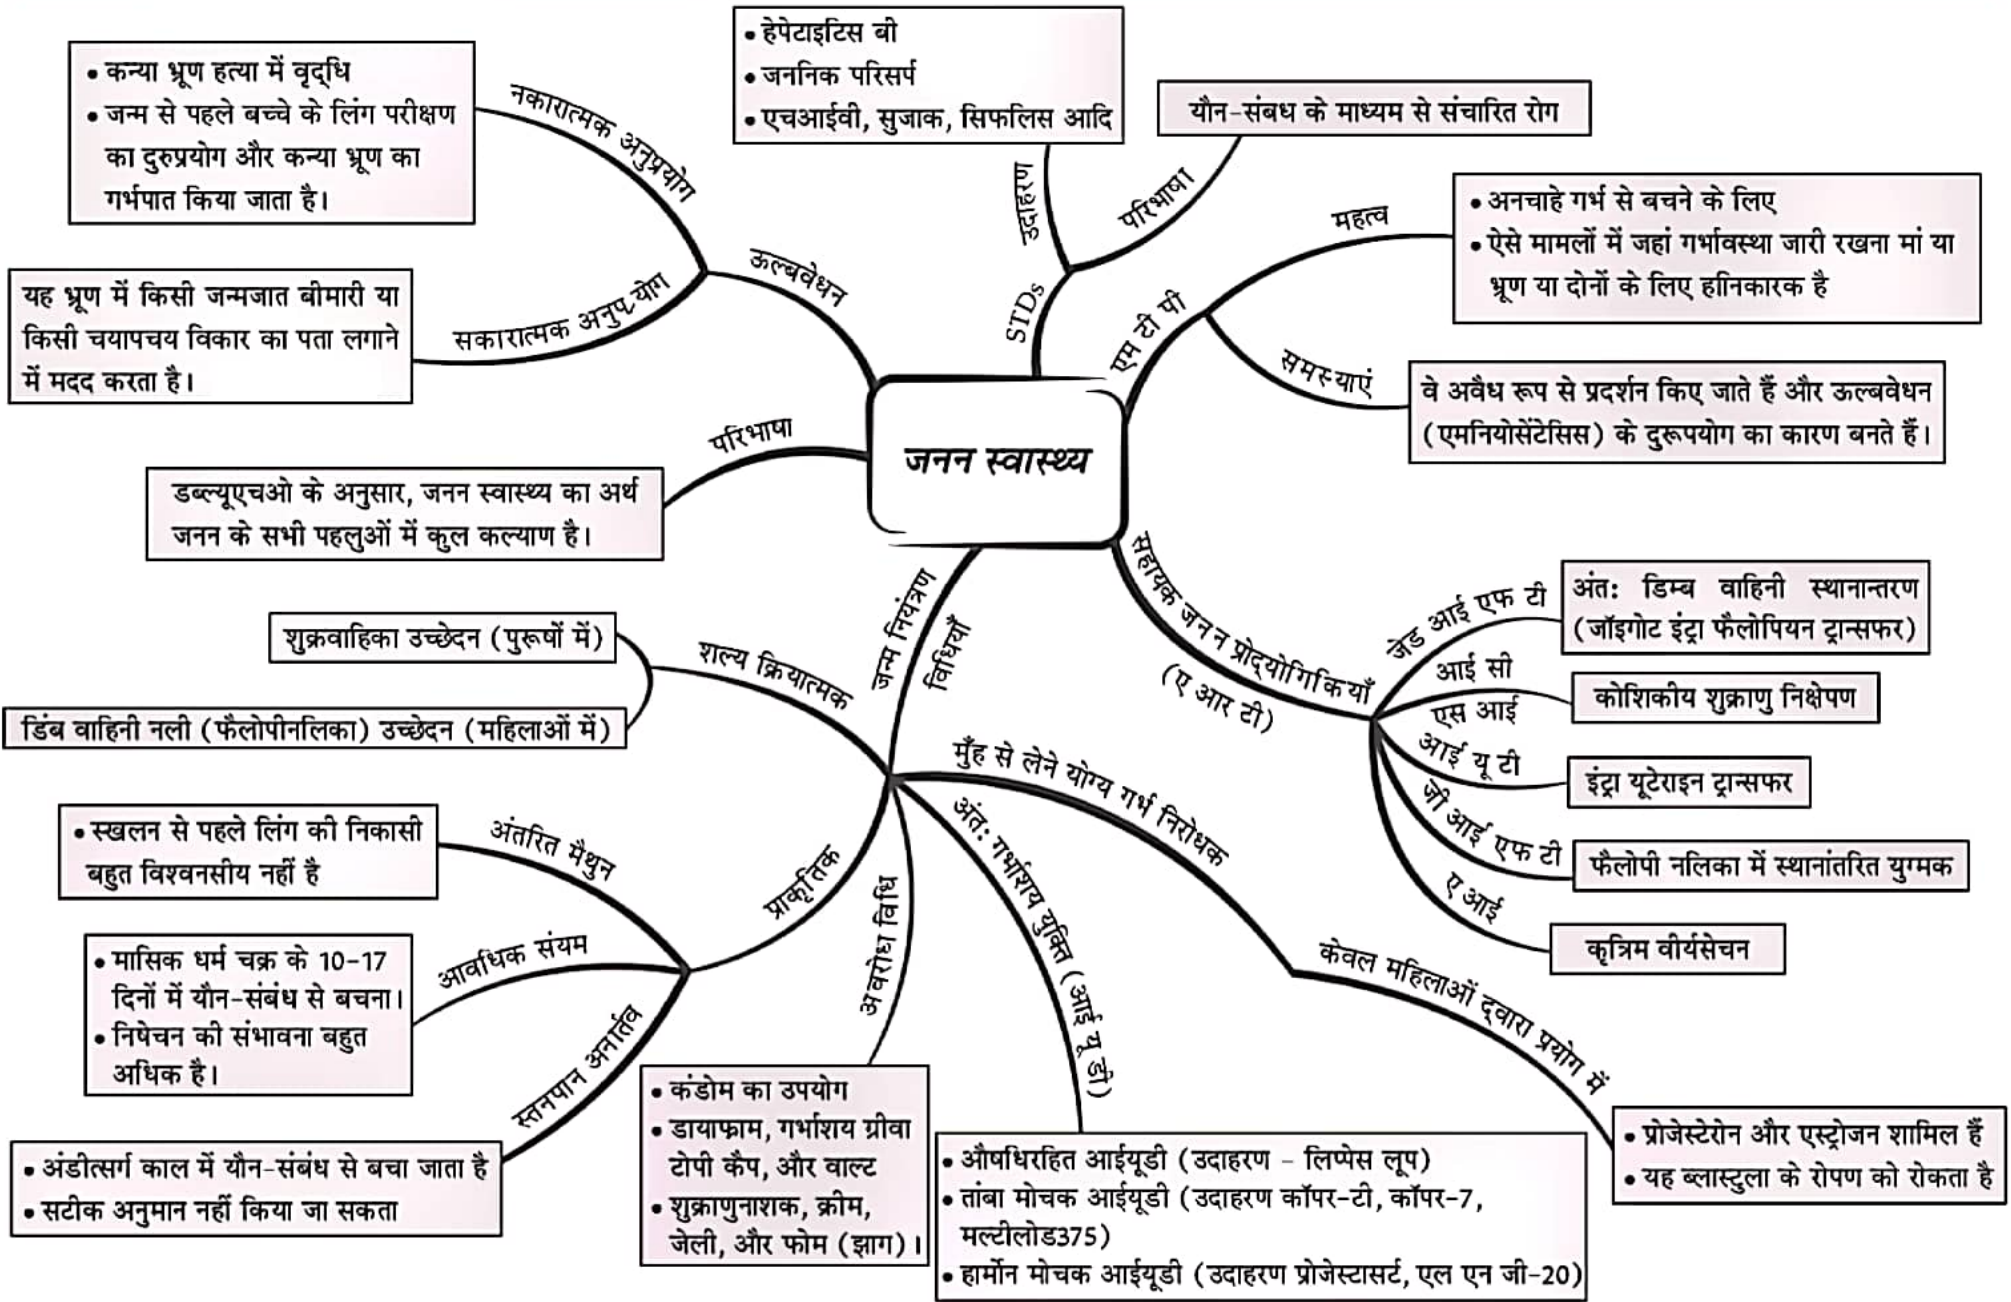 जनन स्वास्थ्य
ऊल्बवेधन
नकारात्मक अनुप्रयोग
• कन्या भ्रूण हत्या में वृद्धि
• जन्म से पहले बच्चे के लिंग परीक्षण
का दुरुप्रयोग और कन्या भ्रूण का
गर्भपात किया जाता है।
सकारात्मक अनुप्रयोग
यह भ्रूण में किसी जन्मजात बीमारी या
किसी चयापचय विकार का पता लगाने
में मदद करता है।
परिभाषा
डब्ल्यूएचओ के अनुसार, जनन स्वास्थ्य का अर्थ
जनन के सभी पहलुओं में कुल कल्याण है।
STDs
उदाहरण
• हेपेटाइटिस बी
• जननिक परिसर्प
• एचआईवी, सुजाक, सिफलिस आदि
परिभाषा
यौन-संबध के माध्यम से संचारित रोग
एम टी पी
महत्व
• अनचाहे गर्भ से बचने के लिए
• ऐसे मामलों में जहां गर्भावस्था जारी रखना मां या
भ्रूण या दोनों के लिए हानिकारक है
समस्याएं
वे अवैध रूप से प्रदर्शन किए जाते हैं और ऊल्बवेधन
(एमनियोसेंटेसिस) के दुरूपयोग का कारण बनते हैं।
सहायक जनन प्रोद्योगिकियाँ
(ए आर टी)
जेड आई एफ टी
अंत: डिम्ब वाहिनी स्थानान्तरण
(जॉइगोट इंट्रा फैलोपियन ट्रान्सफर)
आई सी
एस आई
कोशिकीय शुक्राणु निक्षेपण
आई यू टी
इंट्रा यूटेराइन ट्रान्सफर
जी आई एफ टी
फैलोपी नलिका में स्थानांतरित युग्मक
ए आई
कृत्रिम वीर्यसेचन
जन्म नियंत्रण
विधियाँ
शल्य क्रियात्मक
शुक्रवाहिका उच्छेदन (पुरूषों में)
डिंब वाहिनी नली (फैलोपीनलिका) उच्छेदन (महिलाओं में)
प्राकृतिक
अंतरित मैथुन
• स्खलन से पहले लिंग की निकासी
बहुत विश्वनसीय नहीं है
आवधिक संयम
• मासिक धर्म चक्र के 10-17
दिनों में यौन-संबंध से बचना।
• निषेचन की संभावना बहुत
अधिक है।
स्तनपान अनार्तव
• अंडीत्सर्ग काल में यौन-संबंध से बचा जाता है
• सटीक अनुमान नहीं किया जा सकता
अवरोध विधि
• कंडोम का उपयोग
• डायाफ्राम, गर्भाशय ग्रीवा
टोपी कैप, और वाल्ट
• शुक्राणुनाशक, क्रीम,
जेली, और फोम (झाग)।
अंत: गर्भाशय युक्ति (आई यू डी)
• औषधिरहित आईयूडी (उदाहरण - लिप्पेस लूप)
• तांबा मोचक आईयूडी (उदाहरण कॉपर-टी, कॉपर-7,
मल्टीलोड375)
• हार्मोन मोचक आईयूडी (उदाहरण प्रोजेस्टासर्ट, एल एन जी-20)
मुँह से लेने योग्य गर्भ निरोधक
केवल महिलाओं द्वारा प्रयोग में
• प्रोजेस्टेरोन और एस्ट्रोजन शामिल हैं
• यह ब्लास्टुला के रोपण को रोकता है